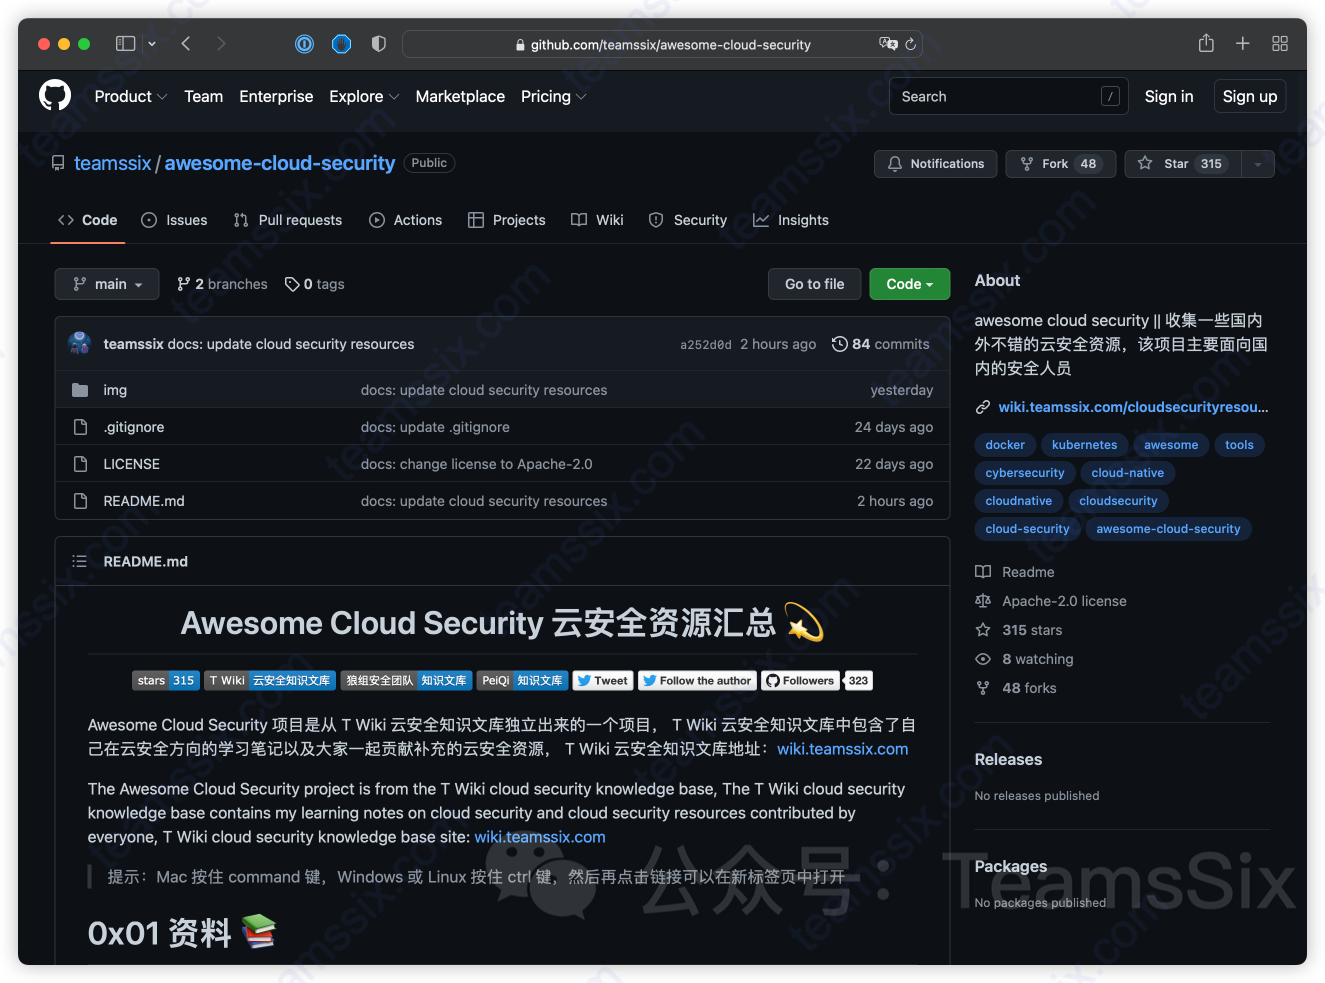 github.com/teamssix/awesome-cloud-security
Product Team Enterprise Explore Marketplace Pricing Search / Sign in Sign up
teamssix / awesome-cloud-security Public Notifications Fork 48 Star 315
Code Issues Pull requests Actions Projects Wiki Security Insights
main 2 branches 0 tags Go to file Code
teamssix docs: update cloud security resources a252d0d 2 hours ago 84 commits
img docs: update cloud security resources yesterday
.gitignore docs: update .gitignore 24 days ago
LICENSE docs: change license to Apache-2.0 22 days ago
README.md docs: update cloud security resources 2 hours ago
README.md
Awesome Cloud Security 云安全资源汇总
stars 315 T Wiki 云安全知识文库 狼组安全团队 知识文库 PeiQi 知识文库 Tweet Follow the author Followers 323
Awesome Cloud Security 项目是从 T Wiki 云安全知识文库独立出来的一个项目， T Wiki 云安全知识文库中包含了自
己在云安全方向的学习笔记以及大家一起贡献补充的云安全资源， T Wiki 云安全知识文库地址：wiki.teamssix.com
The Awesome Cloud Security project is from the T Wiki cloud security knowledge base, The T Wiki cloud security
knowledge base contains my learning notes on cloud security and cloud security resources contributed by
everyone, T Wiki cloud security knowledge base site: wiki.teamssix.com
提示：Mac 按住 command 键，Windows 或 Linux 按住 ctrl 键，然后再点击链接可以在新标签页中打开
0x01 资料
About
awesome cloud security || 收集一些国内
外不错的云安全资源，该项目主要面向国
内的安全人员
wiki.teamssix.com/cloudsecurityresou...
docker kubernetes awesome tools
cybersecurity cloud-native
cloudnative cloudsecurity
cloud-security awesome-cloud-security
Readme
Apache-2.0 license
315 stars
8 watching
48 forks
Releases
No releases published
Packages
No packages published
公众号：TeamsSix
teamssix.com